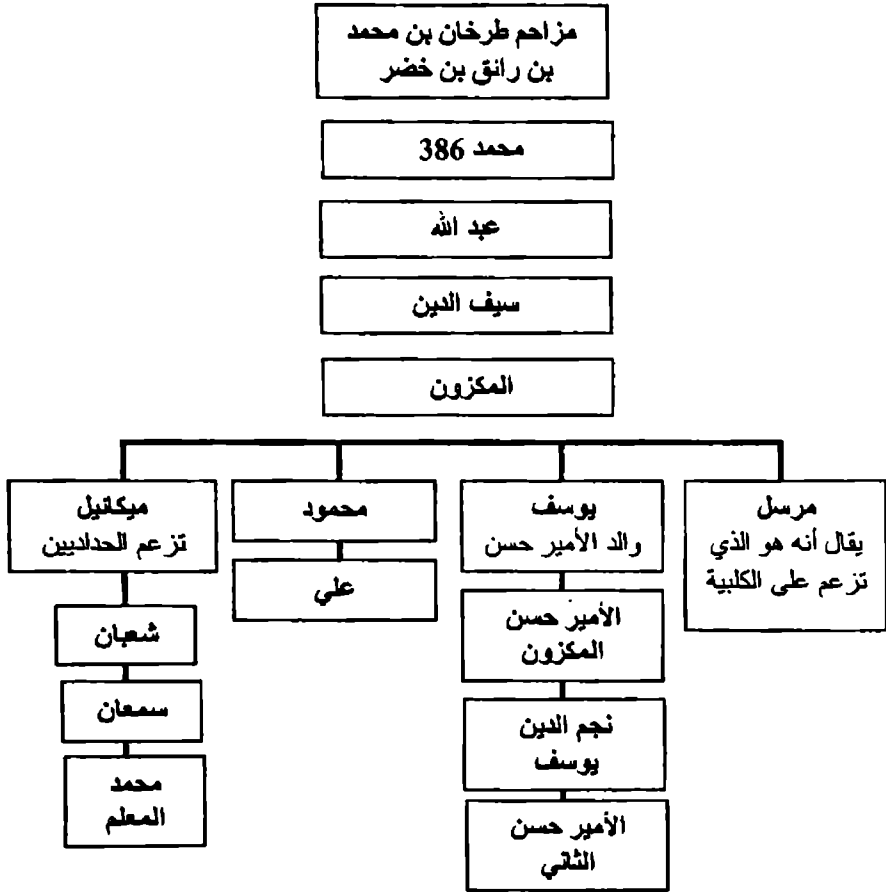 مزاحم طرخان بن محمد
بن رائق بن خضر
محمد 386
عبد الله
سيف الدين
المكزون
مرسل
يقال أنه هو الذي
تزعم على الكلبية
يوسف
والد الأمير حسن
الأمير حسن
المكزون
نجم الدين
يوسف
الأمير حسن
الثاني
محمود
علي
ميكائيل
تزعم الحداديين
شعبان
سمعان
محمد
المعلم